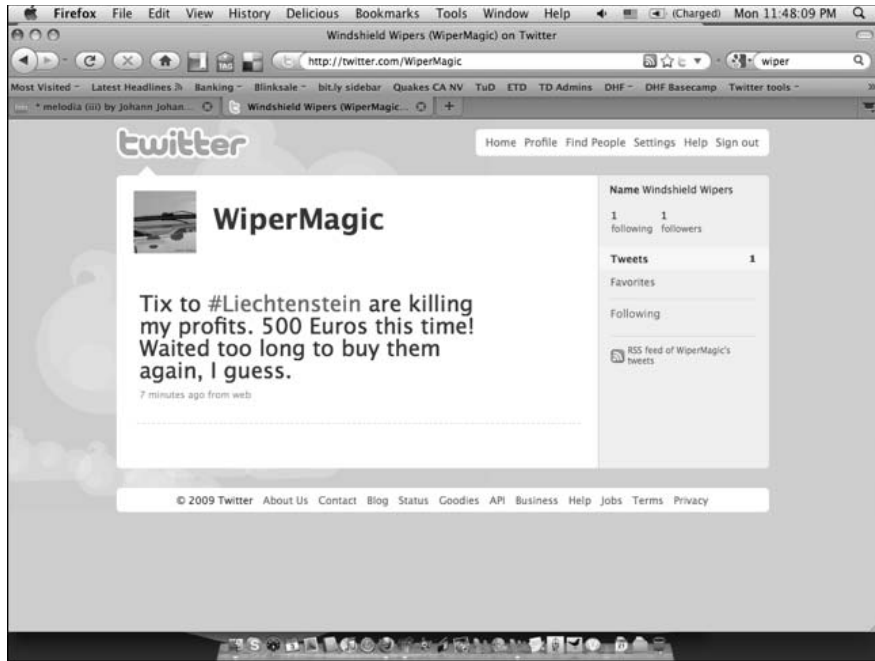 Firefox File Edit View History Delicious Bookmarks Tools Window Help (Charged) Mon 11:48:09 PM
Windshield Wipers (WiperMagic) on Twitter
TAG http://twitter.com/WiperMagic wiper
Most Visited Latest Headlines Banking Blinksale bit.ly sidebar Quakes CA NV TuD ETD TD Admins DHF DHF Basecamp Twitter tools
* melodia (iii) by Johann Johan... Windshield Wipers (WiperMagic... +
twitter
Home Profile Find People Settings Help Sign out
WiperMagic
Tix to #Liechtenstein are killing
my profits. 500 Euros this time!
Waited too long to buy them
again, I guess.
7 minutes ago from web
Name Windshield Wipers
1 1
following followers
Tweets 1
Favorites
Following
RSS feed of WiperMagic's
tweets
© 2009 Twitter About Us Contact Blog Status Goodies API Business Help Jobs Terms Privacy